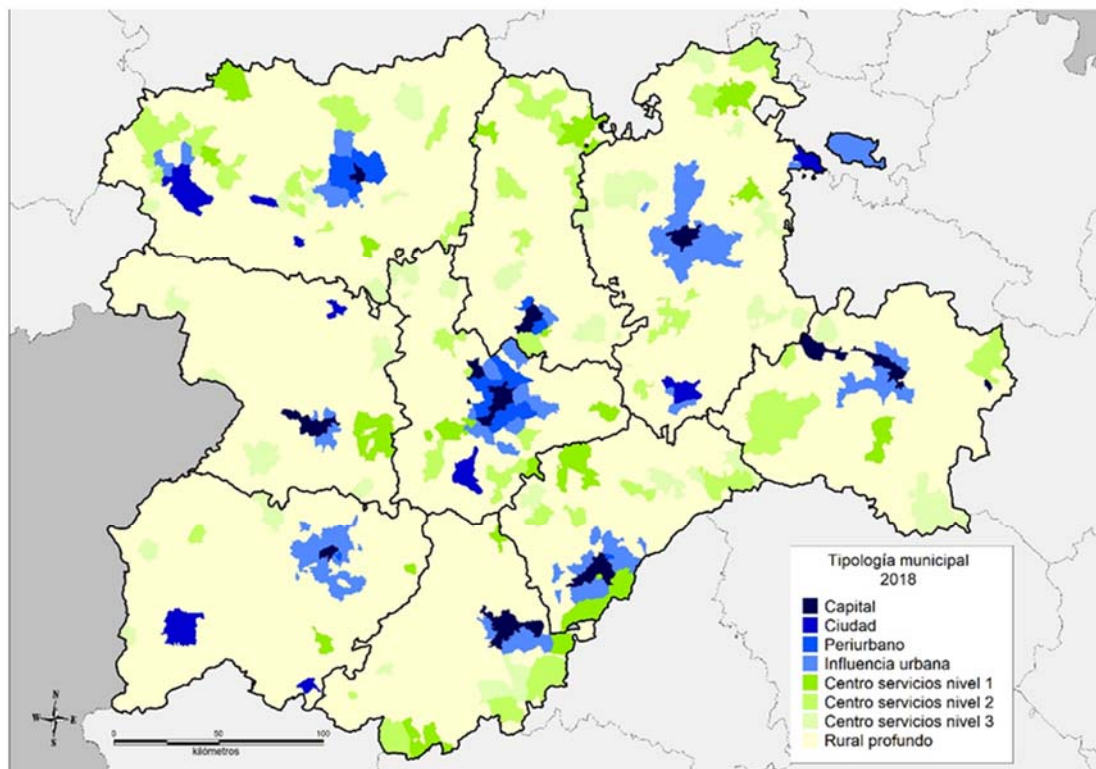 Tipología municipal
2018
Capital
Ciudad
Periurbano
Influencia urbana
Centro servicios nivel 1
Centro servicios nivel 2
Centro servicios nivel 3
Rural profundo
N
W E
S
0 50 100
kilómetros